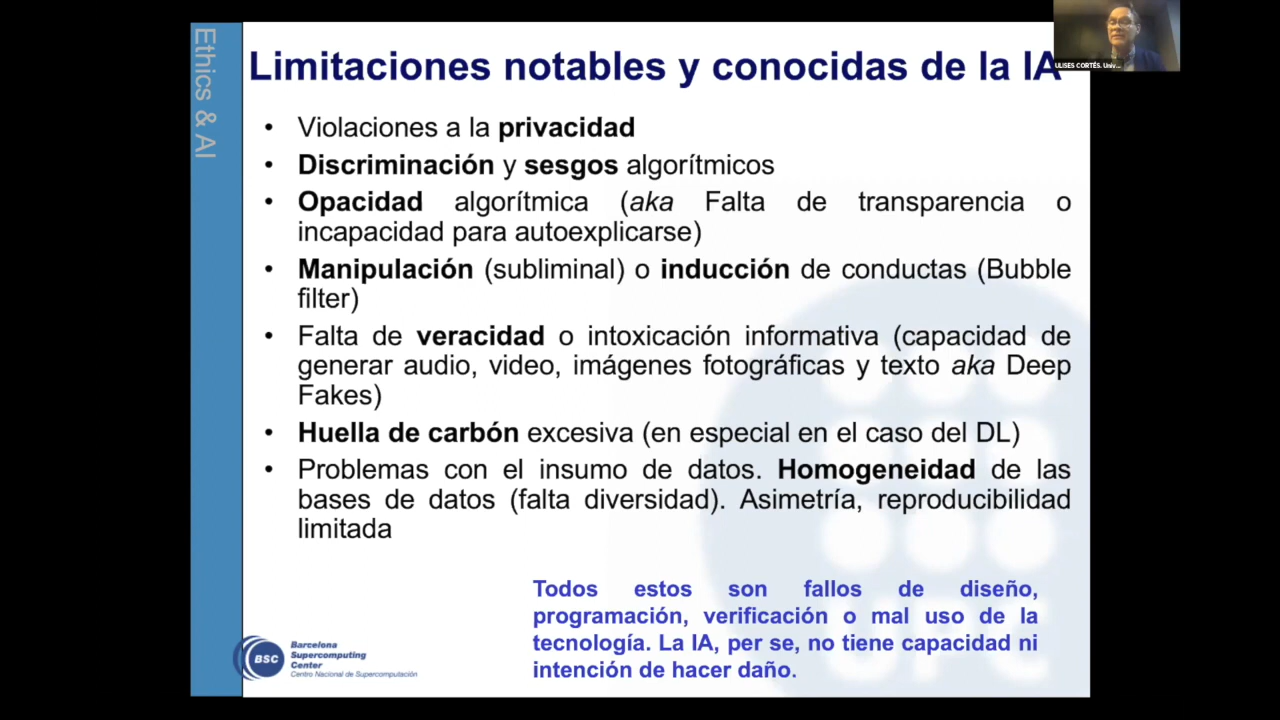 Ethics & AI
Limitaciones notables y conocidas de la IA
ULISES CORTÉS. Univ...
• Violaciones a la privacidad
• Discriminación y sesgos algorítmicos
• Opacidad algorítmica (aka Falta de transparencia o
incapacidad para autoexplicarse)
• Manipulación (subliminal) o inducción de conductas (Bubble
filter)
• Falta de veracidad o intoxicación informativa (capacidad de
generar audio, video, imágenes fotográficas y texto aka Deep
Fakes)
• Huella de carbón excesiva (en especial en el caso del DL)
• Problemas con el insumo de datos. Homogeneidad de las
bases de datos (falta diversidad). Asimetría, reproducibilidad
limitada
Todos estos son fallos de diseño,
programación, verificación o mal uso de la
tecnología. La IA, per se, no tiene capacidad ni
intención de hacer daño.
BSC
Barcelona
Supercomputing
Center
Centro Nacional de Supercomputación
UPC